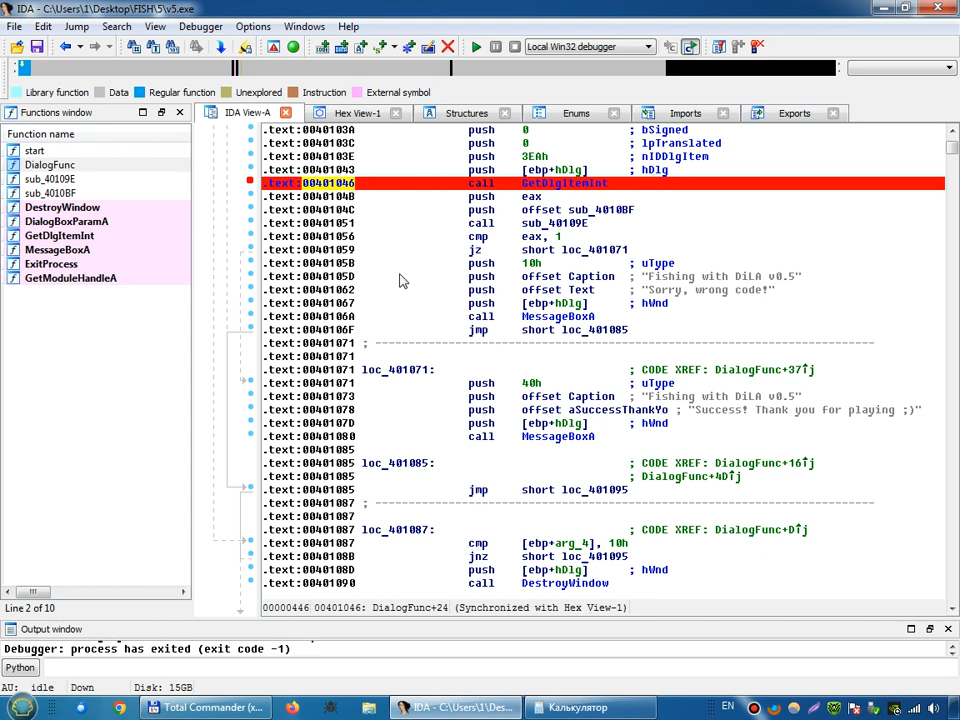 IDA - C:\Users\1\Desktop\FISH\5\v5.exe
File Edit Jump Search View Debugger Options Windows Help
Local Win32 debugger
Library function Data Regular function Unexplored Instruction External symbol
Functions window IDA View-A Hex View-1 Structures Enums Imports Exports
Function name
start
DialogFunc
sub_40109E
sub_4010BF
DestroyWindow
DialogBoxParamA
GetDlgItemInt
MessageBoxA
ExitProcess
GetModuleHandleA
Line 2 of 10
.text:0040103A push 0 ; bSigned
.text:0040103C push 0 ; lpTranslated
.text:0040103E push 3EAh ; nIDDlgItem
.text:00401043 push [ebp+hDlg] ; hDlg
.text:00401046 call GetDlgItemInt
.text:0040104B push eax
.text:0040104C push offset sub_4010BF
.text:00401051 call sub_40109E
.text:00401056 cmp eax, 1
.text:00401059 jz short loc_401071
.text:0040105B push 10h ; uType
.text:0040105D push offset Caption ; "Fishing with DiLA v0.5"
.text:00401062 push offset Text ; "Sorry, wrong code!"
.text:00401067 push [ebp+hDlg] ; hWnd
.text:0040106A call MessageBoxA
.text:0040106F jmp short loc_401085
.text:00401071 ; ---------------------------------------------------------------------------
.text:00401071
.text:00401071 loc_401071: ; CODE XREF: DialogFunc+37↑j
.text:00401071 push 40h ; uType
.text:00401073 push offset Caption ; "Fishing with DiLA v0.5"
.text:00401078 push offset aSuccessThankYo ; "Success! Thank you for playing ;)"
.text:0040107D push [ebp+hDlg] ; hWnd
.text:00401080 call MessageBoxA
.text:00401085
.text:00401085 loc_401085: ; CODE XREF: DialogFunc+16↑j
.text:00401085 ; DialogFunc+4D↑j
.text:00401085 jmp short loc_401095
.text:00401087 ; ---------------------------------------------------------------------------
.text:00401087
.text:00401087 loc_401087: ; CODE XREF: DialogFunc+D↑j
.text:00401087 cmp [ebp+arg_4], 10h
.text:0040108B jnz short loc_401095
.text:0040108D push [ebp+hDlg] ; hWnd
.text:00401090 call DestroyWindow
00000446 00401046: DialogFunc+24 (Synchronized with Hex View-1)
Output window
Debugger: process has exited (exit code -1)
Python
AU: idle Down Disk: 15GB
Total Commander (x... IDA - C:\Users\1\Des... Калькулятор EN 7:18